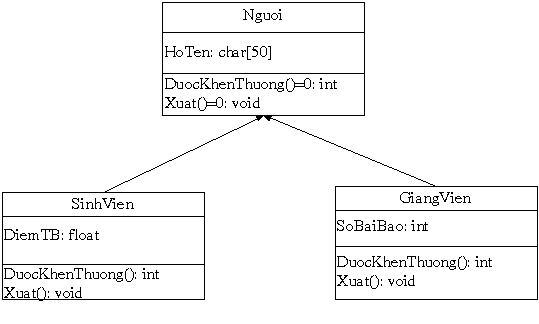 Nguoi
HoTen: char[50]
DuocKhenThuong()=0: int
Xuat()=0: void
SinhVien
DiemTB: float
DuocKhenThuong(): int
Xuat(): void
GiangVien
SoBaiBao: int
DuocKhenThuong(): int
Xuat(): void